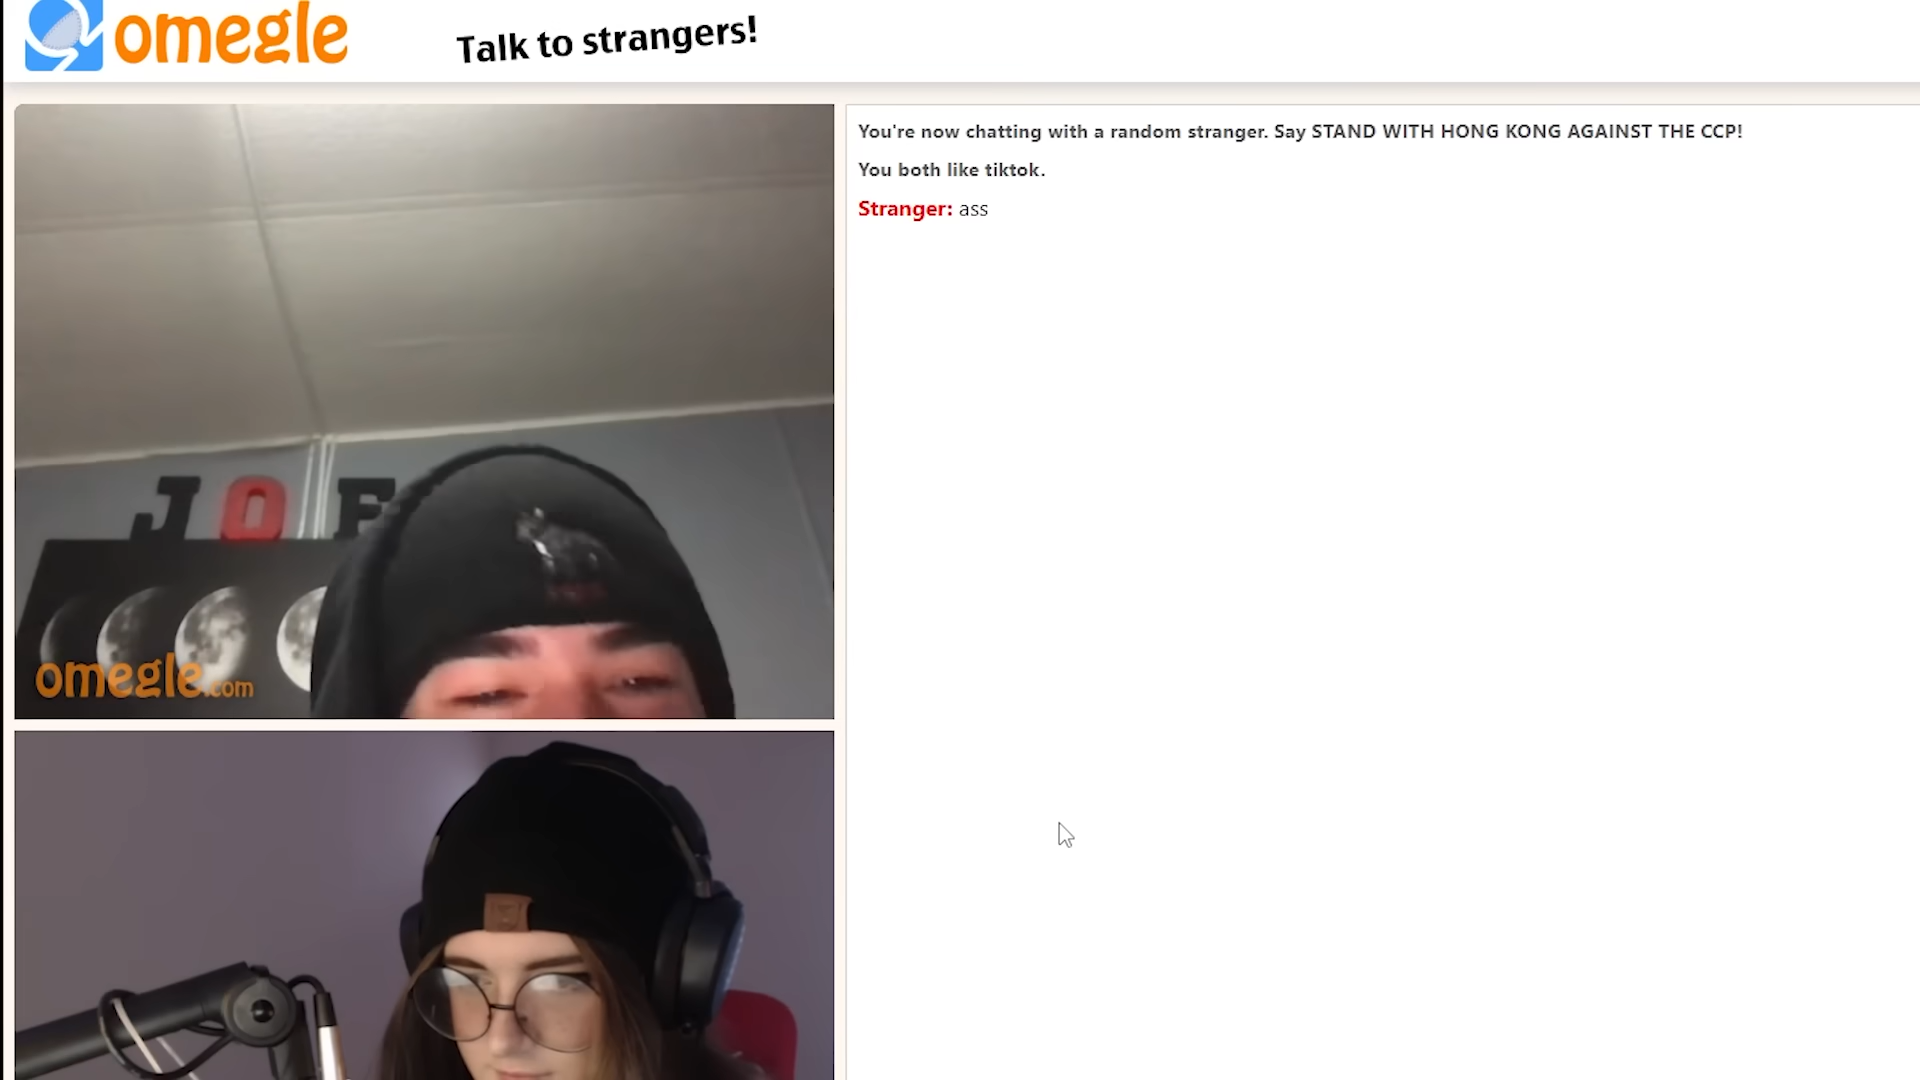 omegle
Talk to strangers!
You're now chatting with a random stranger. Say STAND WITH HONG KONG AGAINST THE CCP!
You both like tiktok.
Stranger: ass
J O E
omegle.com